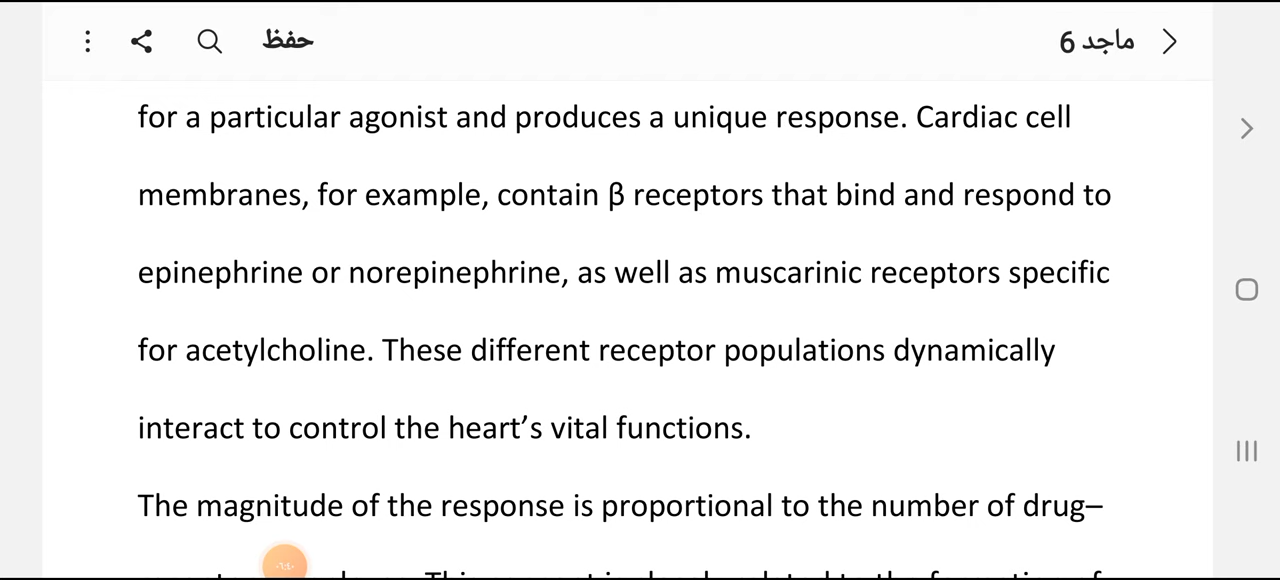 حفظ
ماجد 6
for a particular agonist and produces a unique response. Cardiac cell
membranes, for example, contain β receptors that bind and respond to
epinephrine or norepinephrine, as well as muscarinic receptors specific
for acetylcholine. These different receptor populations dynamically
interact to control the heart’s vital functions.
The magnitude of the response is proportional to the number of drug–